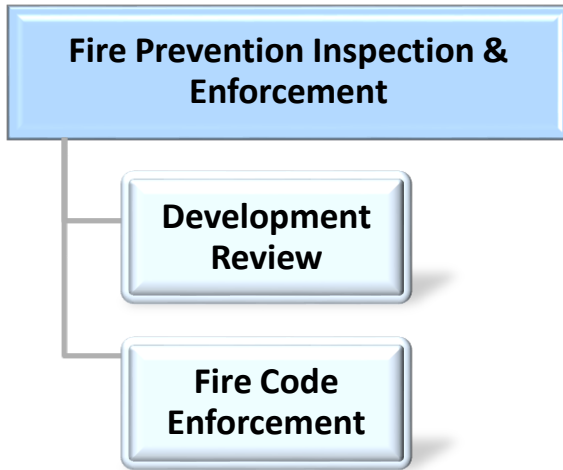 Fire Prevention Inspection &
Enforcement
Development
Review
Fire Code
Enforcement